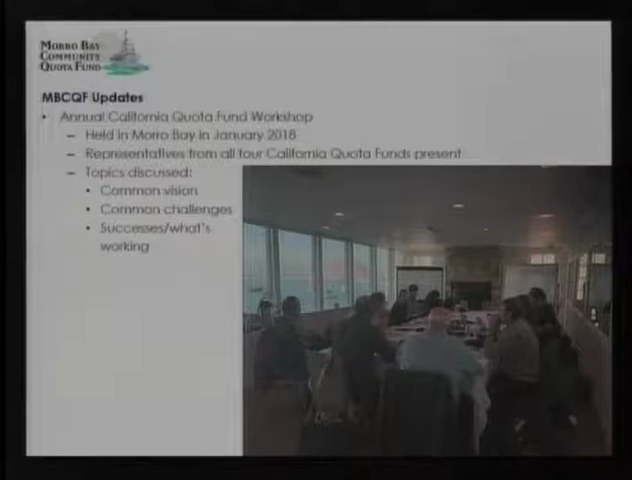 MORRO BAY
COMMUNITY
QUOTA FUND
MBCQF Updates
• Annual California Quota Fund Workshop
– Held in Morro Bay in January 2018
– Representatives from all four California Quota Funds present
– Topics discussed:
• Common vision
• Common challenges
• Successes/what's
working